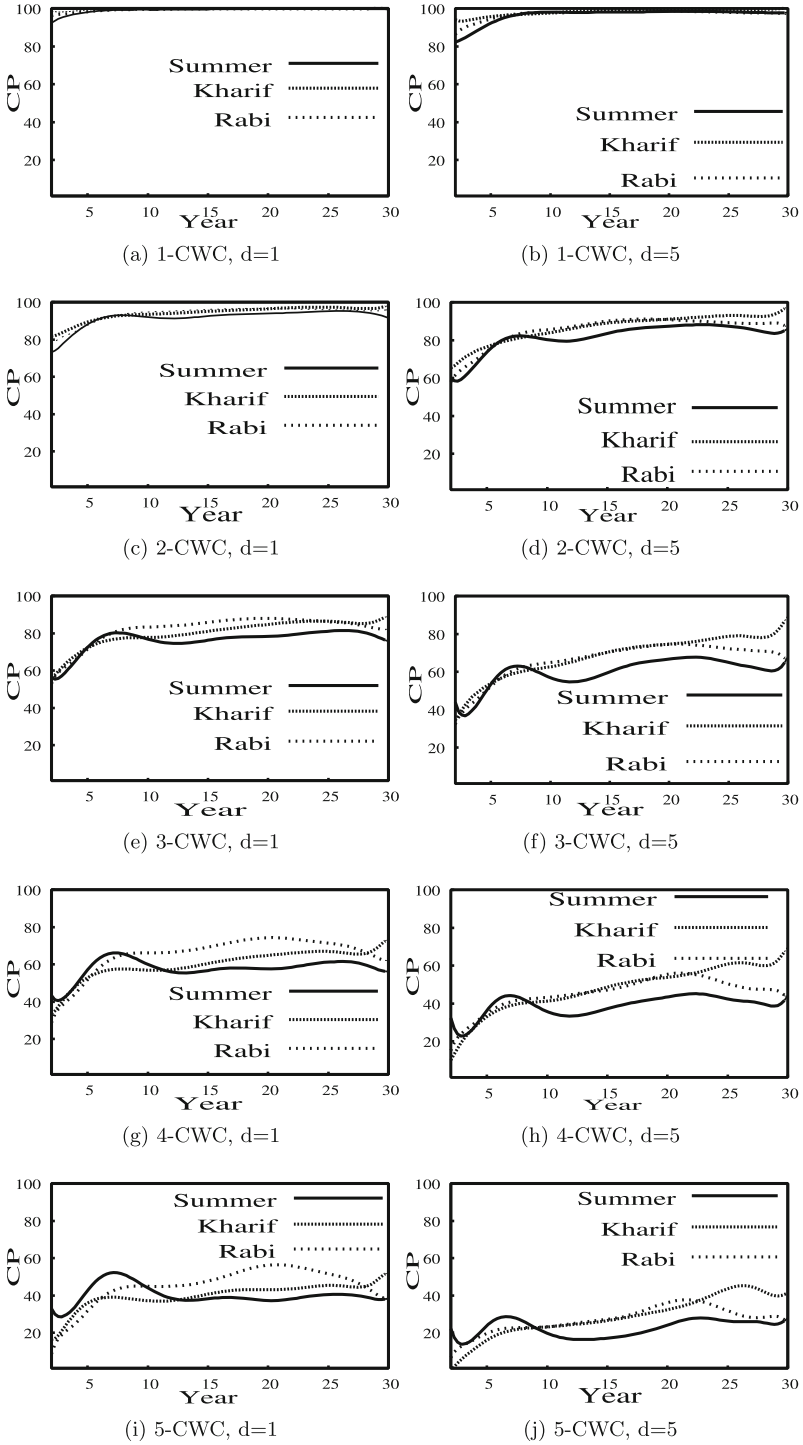 100
80
60
40
20
CP
Summer
Kharif
Rabi
5 10 15 20 25 30
Year
(a) 1-CWC, d=1
100
80
60
40
20
CP
Summer
Kharif
Rabi
5 10 15 20 25 30
Year
(b) 1-CWC, d=5
100
80
60
40
20
CP
Summer
Kharif
Rabi
5 10 15 20 25 30
Year
(c) 2-CWC, d=1
100
80
60
40
20
CP
Summer
Kharif
Rabi
5 10 15 20 25 30
Year
(d) 2-CWC, d=5
100
80
60
40
20
CP
Summer
Kharif
Rabi
5 10 15 20 25 30
Year
(e) 3-CWC, d=1
100
80
60
40
20
CP
Summer
Kharif
Rabi
5 10 15 20 25 30
Year
(f) 3-CWC, d=5
100
80
60
40
20
CP
Summer
Kharif
Rabi
5 10 15 20 25 30
Year
(g) 4-CWC, d=1
100
80
60
40
20
CP
Summer
Kharif
Rabi
5 10 15 20 25 30
Year
(h) 4-CWC, d=5
100
80
60
40
20
CP
Summer
Kharif
Rabi
5 10 15 20 25 30
Year
(i) 5-CWC, d=1
100
80
60
40
20
CP
Summer
Kharif
Rabi
5 10 15 20 25 30
Year
(j) 5-CWC, d=5